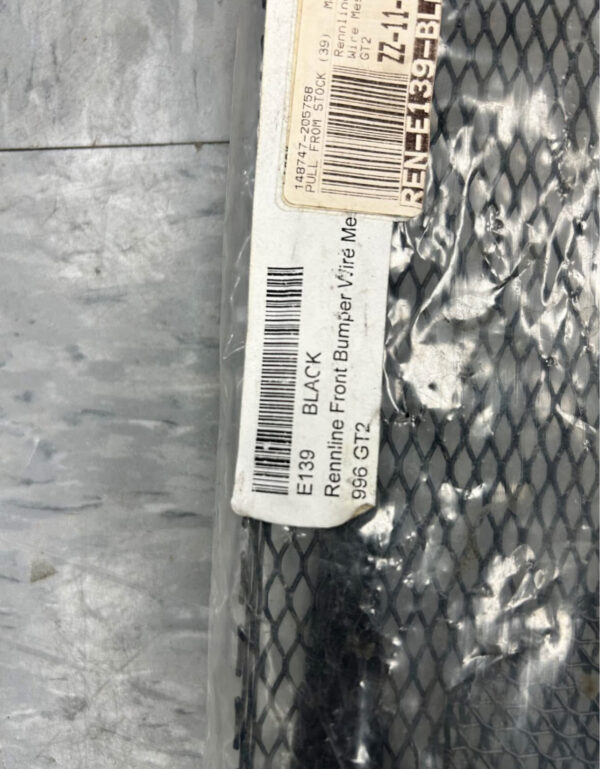 148747-205758
PULL FROM STOCK (39)
Rennline
Wire Mes
GT2
ZZ-11-
REN-E139-BL
E139 BLACK
Rennline Front Bumper Wire Me
996 GT2